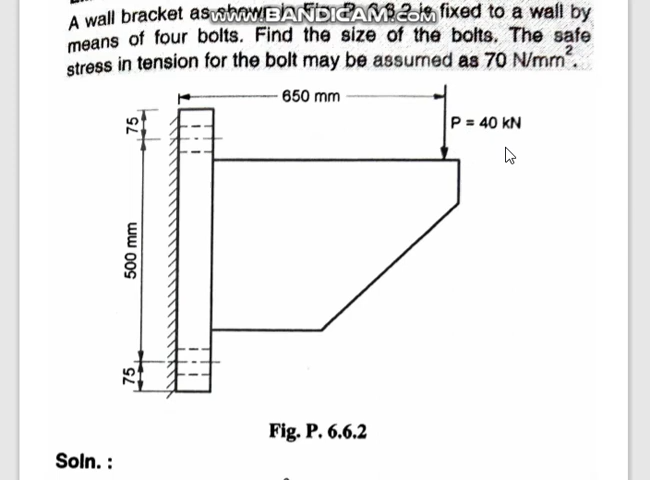 A wall bracket as
www.BANDICAM.com
is fixed to a wall by
means of four bolts. Find the size of the bolts. The safe
stress in tension for the bolt may be assumed as 70 N/mm².
650 mm
75
P = 40 kN
500 mm
75
Fig. P. 6.6.2
Soln. :